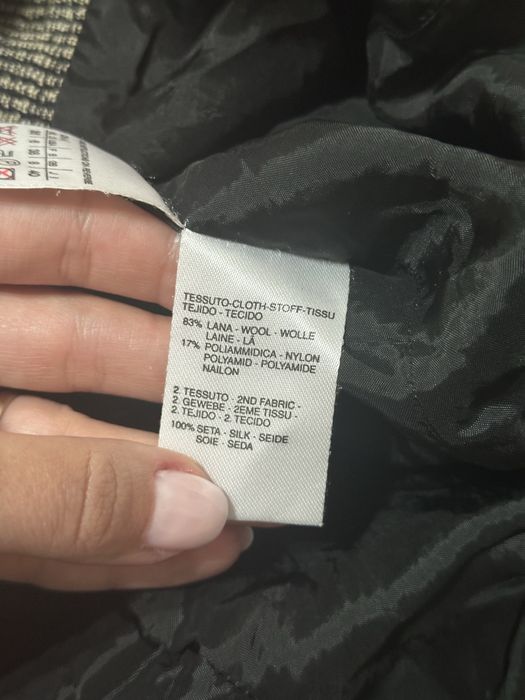 TESSUTO-CLOTH-STOFF-TISSU
TEJIDO - TECIDO
83% LANA - WOOL - WOLLE
LAINE - LÃ
17% POLIAMMIDICA - NYLON
POLYAMID - POLYAMIDE
NAILON
2. TESSUTO - 2ND FABRIC -
2. GEWEBE - 2EME TISSU -
2. TEJIDO - 2. TECIDO
100% SETA - SILK - SEIDE
SOIE - SEDA